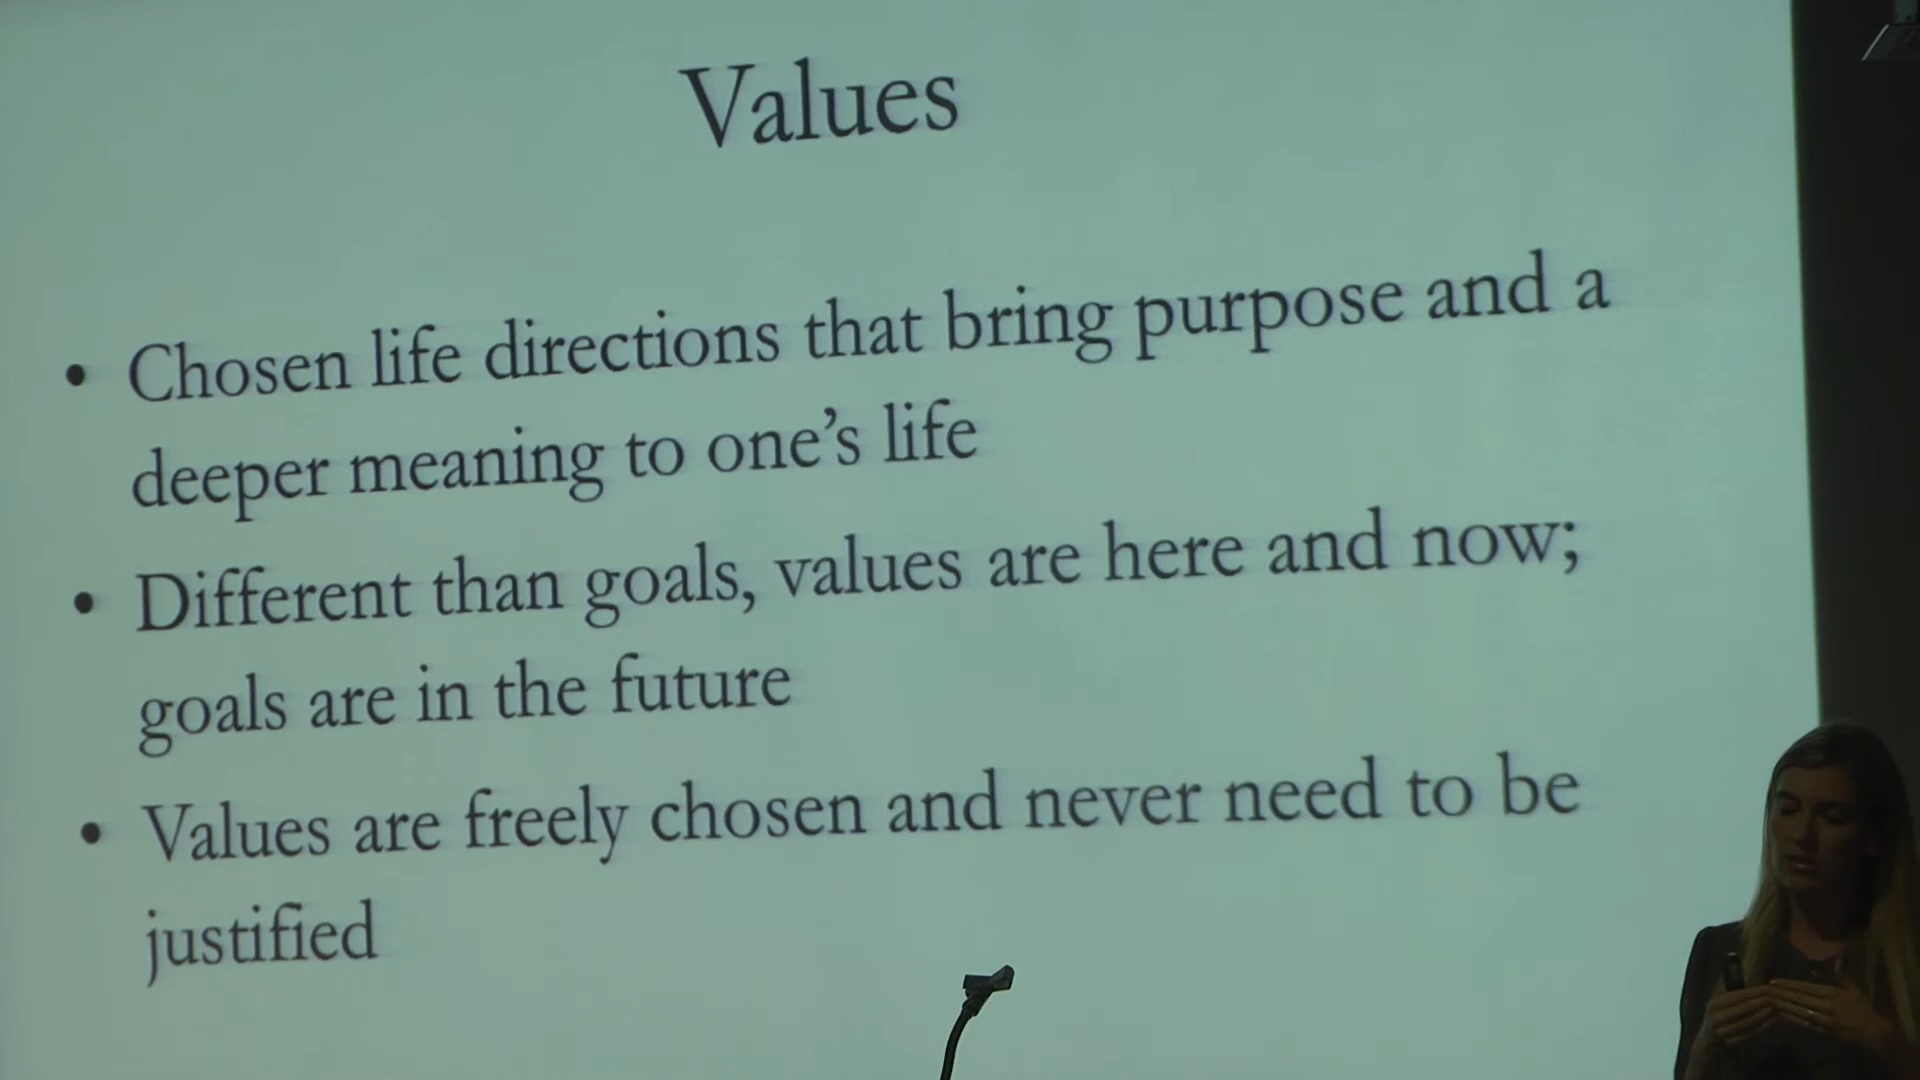 Values
• Chosen life directions that bring purpose and a
deeper meaning to one’s life
• Different than goals, values are here and now;
goals are in the future
• Values are freely chosen and never need to be
justified